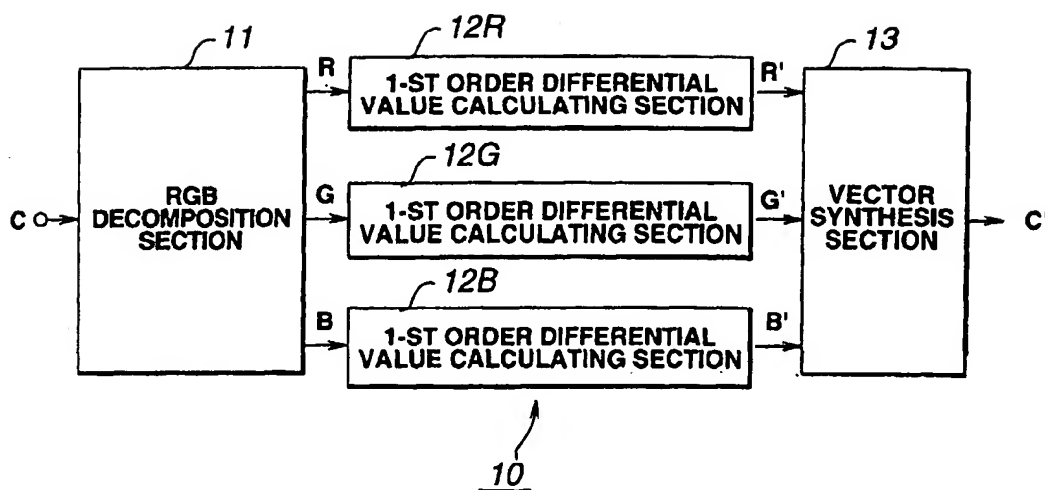 11
12R
13
R
1-ST ORDER DIFFERENTIAL
VALUE CALCULATING SECTION
R'
12G
C
RGB
DECOMPOSITION
SECTION
G
1-ST ORDER DIFFERENTIAL
VALUE CALCULATING SECTION
G'
VECTOR
SYNTHESIS
SECTION
C'
12B
B
1-ST ORDER DIFFERENTIAL
VALUE CALCULATING SECTION
B'
10